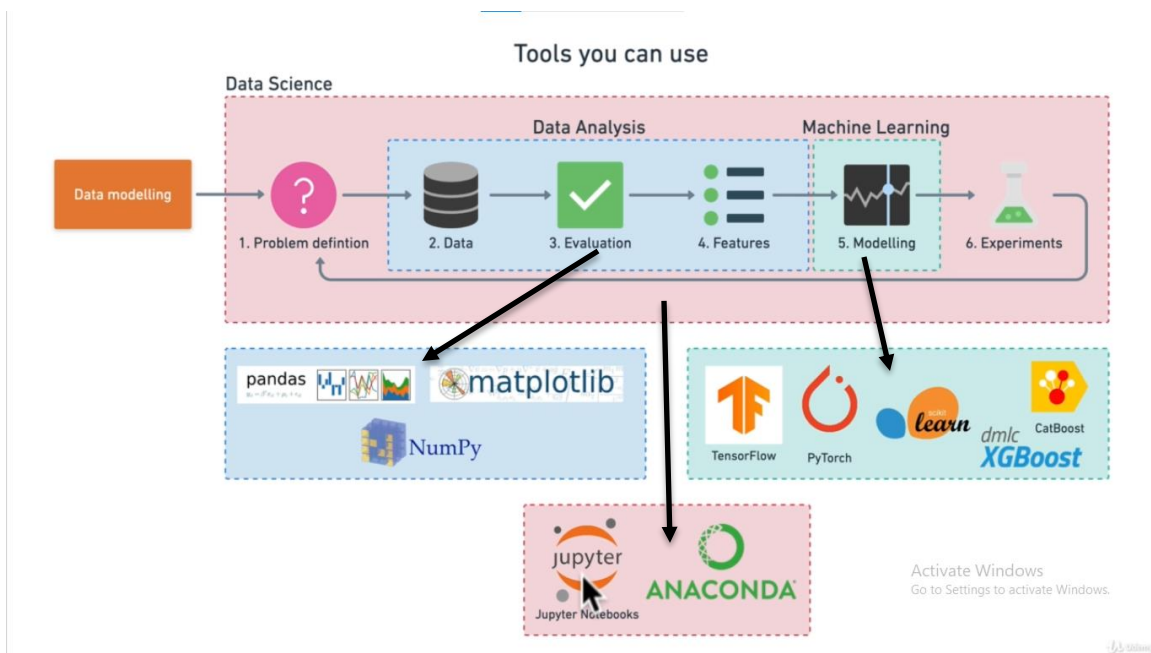 Tools you can use
Data Science
Data Analysis
Machine Learning
Data modelling
?
1. Problem defintion
2. Data
3. Evaluation
4. Features
5. Modelling
6. Experiments
pandas
matplotlib
NumPy
TensorFlow
PyTorch
scikit
learn
CatBoost
dmlc
XGBoost
jupyter
Jupyter Notebooks
ANACONDA
Activate Windows
Go to Settings to activate Windows.